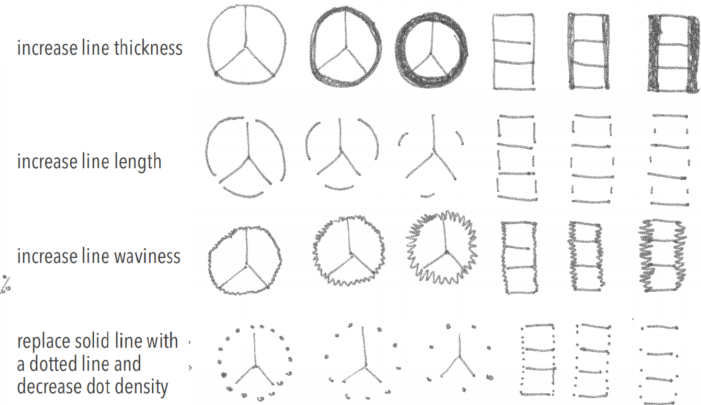 increase line thickness
increase line length
increase line waviness
replace solid line with
a dotted line and
decrease dot density